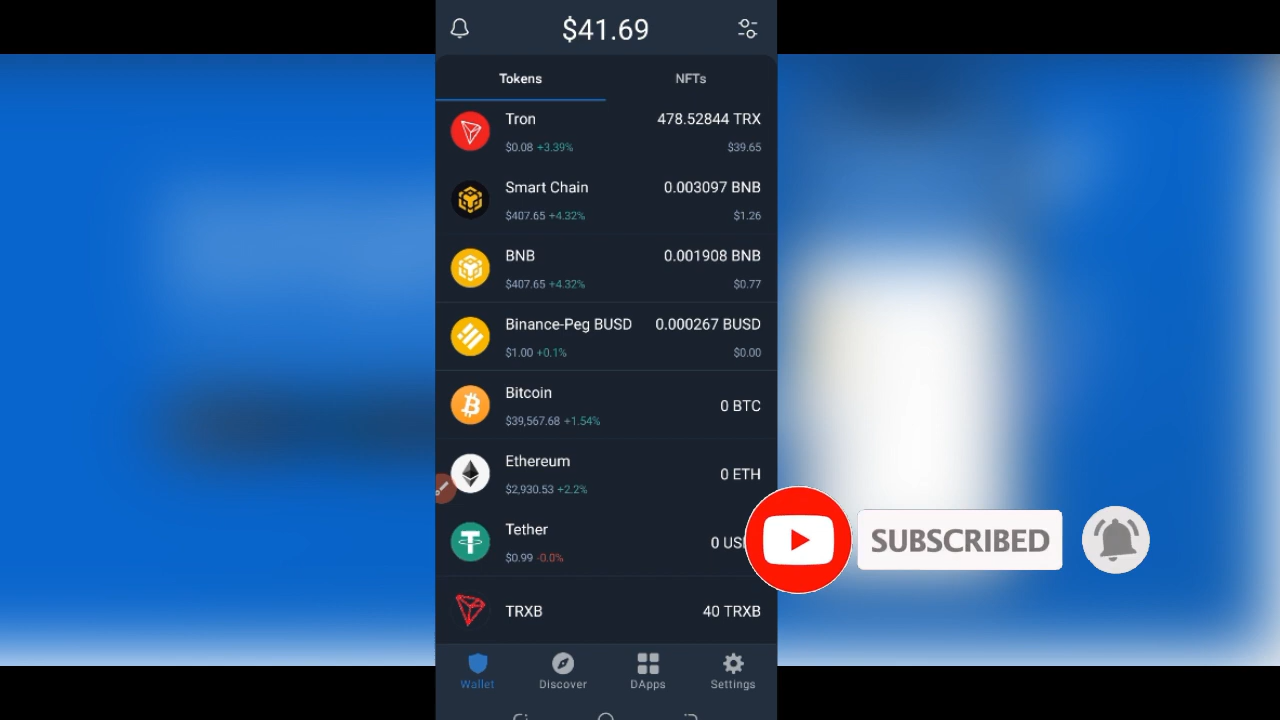 $41.69
Tokens
NFTs
Tron
478.52844 TRX
$0.08 +3.39%
$39.65
Smart Chain
0.003097 BNB
$407.65 +4.32%
$1.26
BNB
0.001908 BNB
$407.65 +4.32%
$0.77
Binance-Peg BUSD
0.000267 BUSD
$1.00 +0.1%
$0.00
Bitcoin
0 BTC
$39,567.68 +1.54%
Ethereum
0 ETH
$2,930.53 +2.2%
Tether
0 US
$0.99 -0.0%
SUBSCRIBED
TRXB
40 TRXB
Wallet
Discover
DApps
Settings